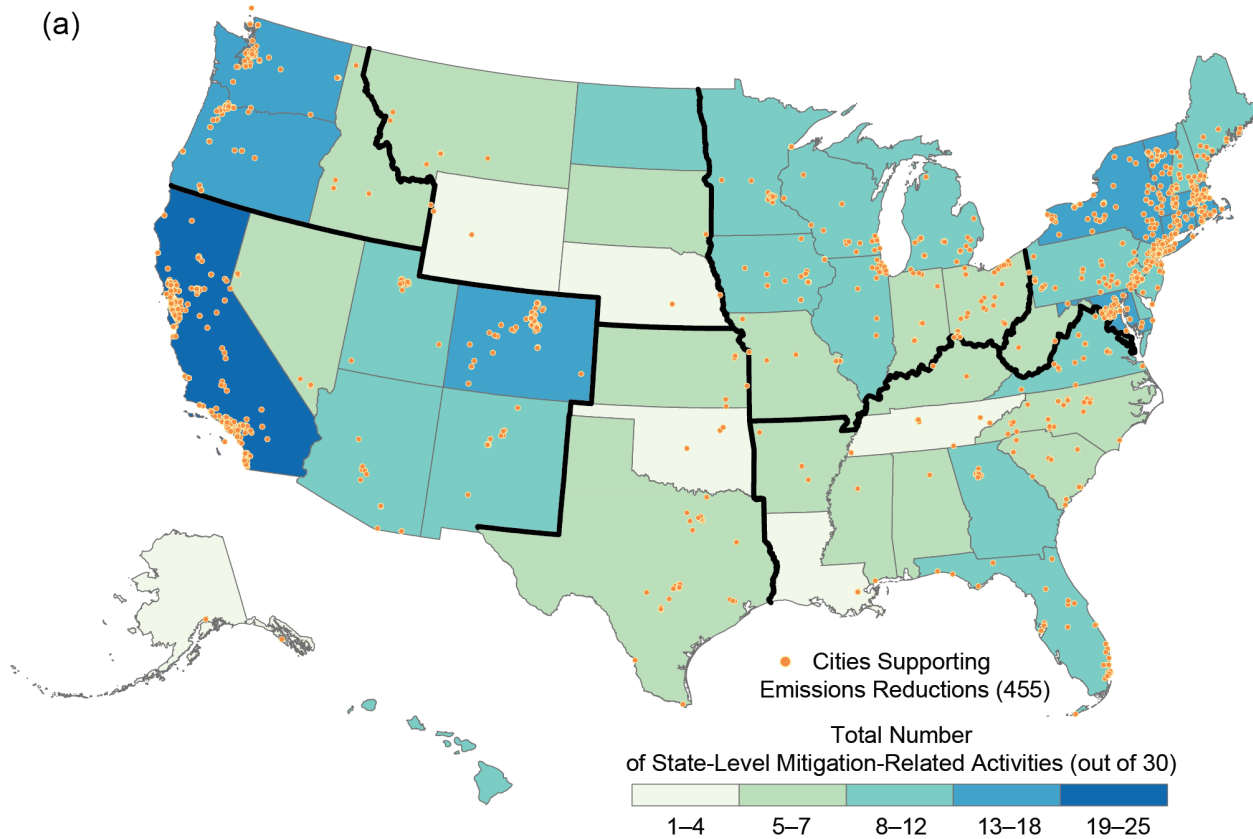 (a)
Cities Supporting
Emissions Reductions (455)
Total Number
of State-Level Mitigation-Related Activities (out of 30)
1–4 5–7 8–12 13–18 19–25